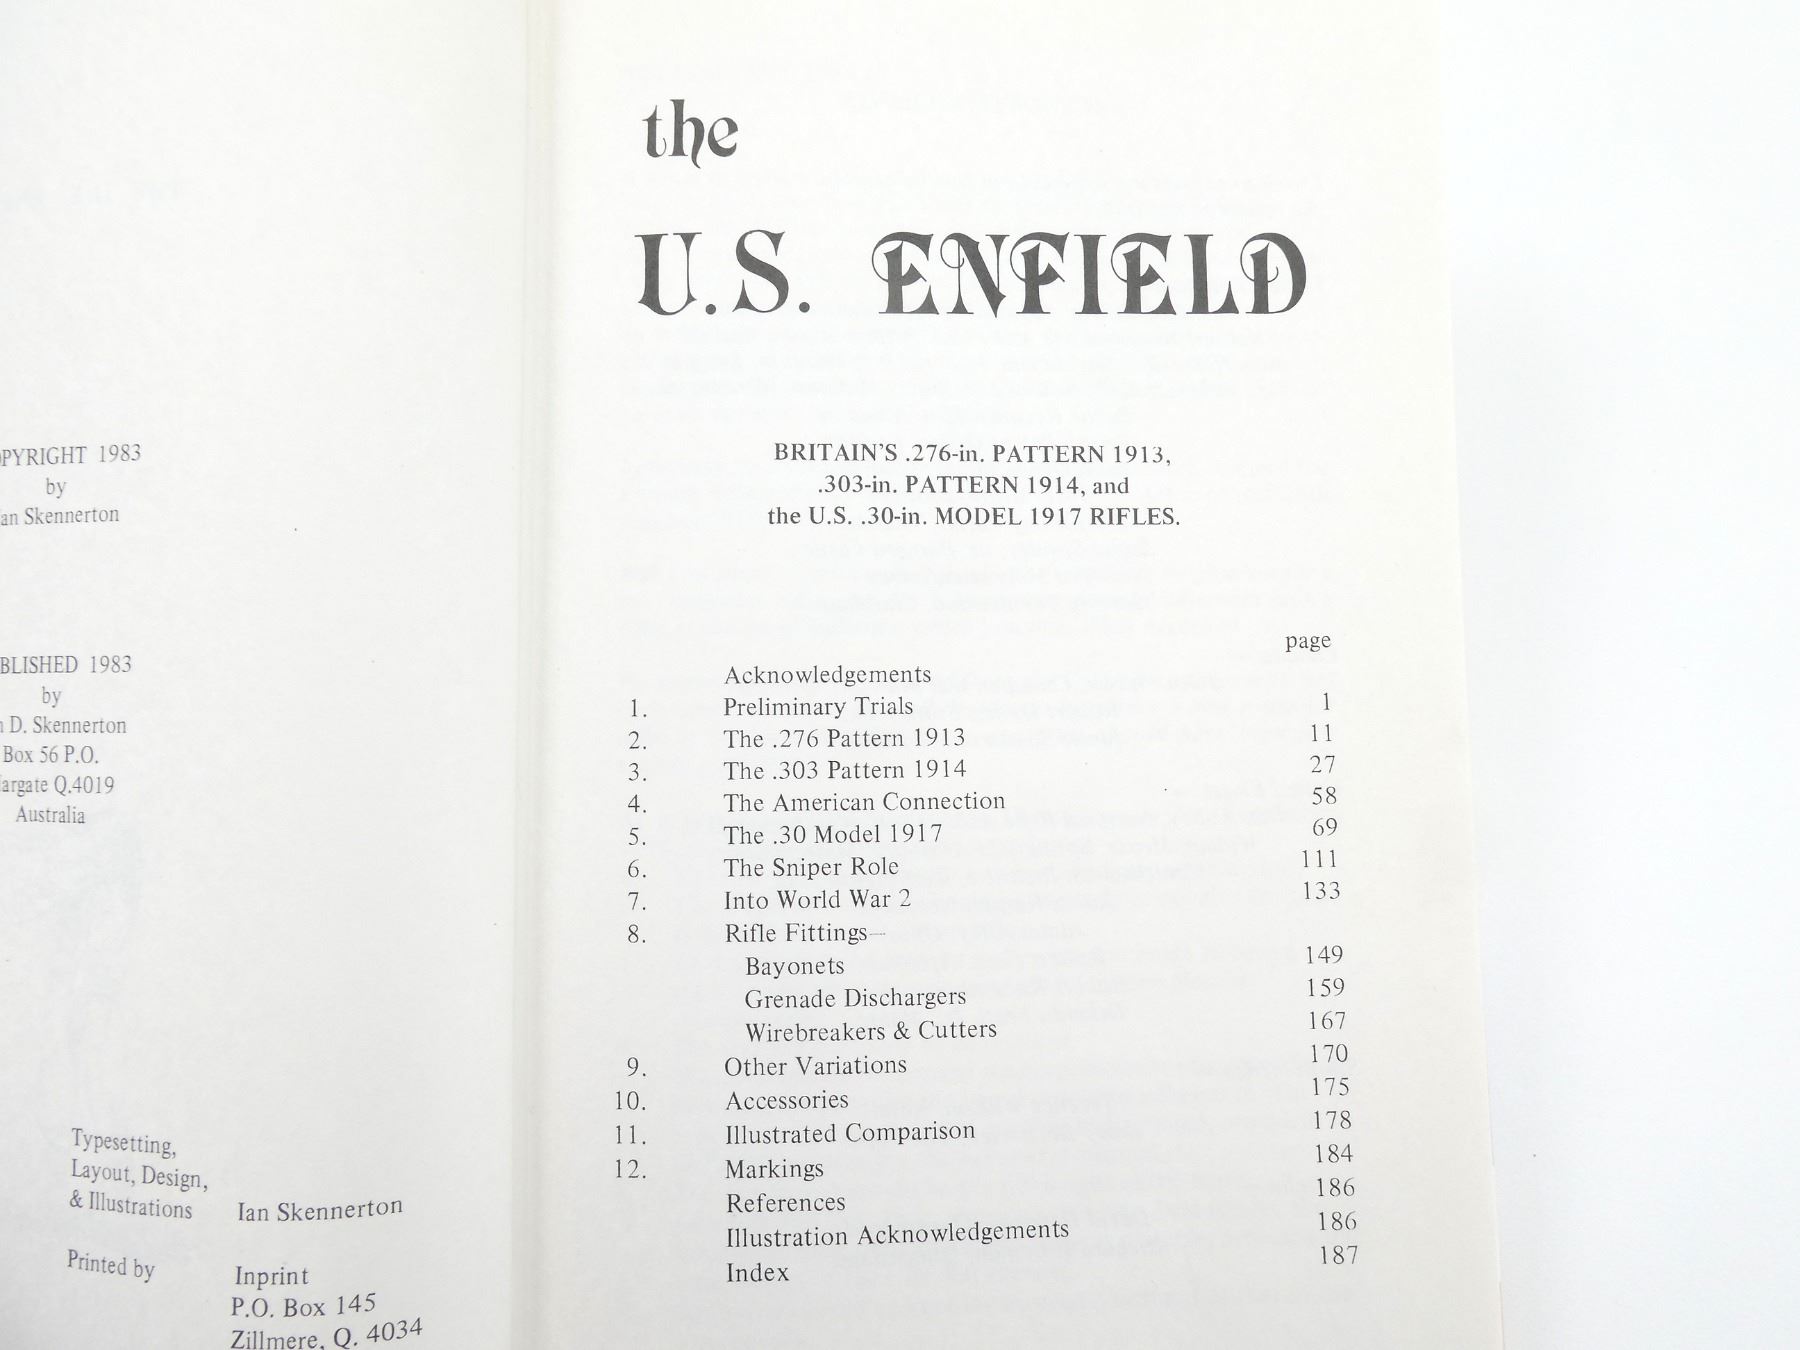 COPYRIGHT 1983
by
Ian Skennerton
PUBLISHED 1983
by
D. Skennerton
Box 56 P.O.
Q.4019
Australia
Typesetting,
Layout, Design,
& Illustrations Ian Skennerton
Printed by Inprint
P.O. Box 145
Zillmere, Q. 4034
the
U.S. ENFIELD
BRITAIN'S .276-in. PATTERN 1913,
.303-in. PATTERN 1914, and
the U.S. .30-in. MODEL 1917 RIFLES.
page
Acknowledgements
1. Preliminary Trials 1
2. The .276 Pattern 1913 11
3. The .303 Pattern 1914 27
4. The American Connection 58
5. The .30 Model 1917 69
6. The Sniper Role 111
7. Into World War 2 133
8. Rifle Fittings—
Bayonets 149
Grenade Dischargers 159
Wirebreakers & Cutters 167
9. Other Variations 170
10. Accessories 175
11. Illustrated Comparison 178
12. Markings 184
References 186
Illustration Acknowledgements 186
Index 187